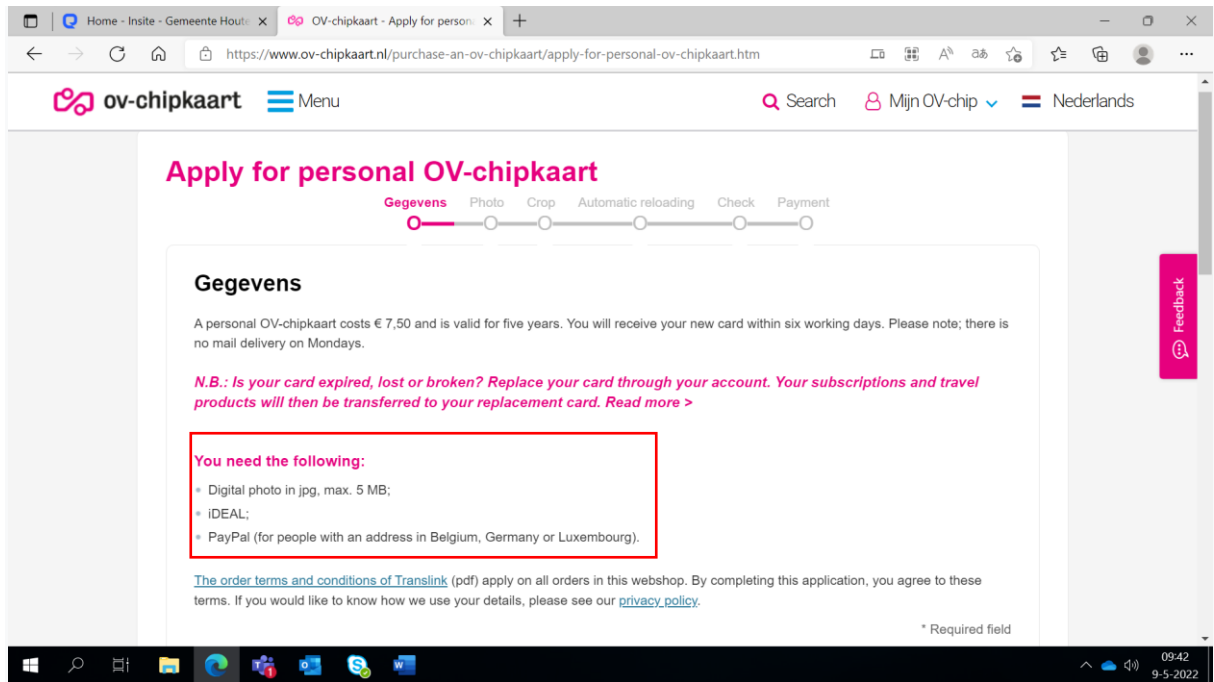 Home - Insite - Gemeente Houte
OV-chipkaart - Apply for person
https://www.ov-chipkaart.nl/purchase-an-ov-chipkaart/apply-for-personal-ov-chipkaart.htm
ov-chipkaart
Menu
Search
Mijn OV-chip
Nederlands
Apply for personal OV-chipkaart
Gegevens Photo Crop Automatic reloading Check Payment
Gegevens
A personal OV-chipkaart costs € 7,50 and is valid for five years. You will receive your new card within six working days. Please note; there is
no mail delivery on Mondays.
N.B.: Is your card expired, lost or broken? Replace your card through your account. Your subscriptions and travel
products will then be transferred to your replacement card. Read more >
You need the following:
Digital photo in jpg, max. 5 MB;
iDEAL;
PayPal (for people with an address in Belgium, Germany or Luxembourg).
The order terms and conditions of Translink (pdf) apply on all orders in this webshop. By completing this application, you agree to these
terms. If you would like to know how we use your details, please see our privacy policy.
* Required field
Feedback
09:42
9-5-2022